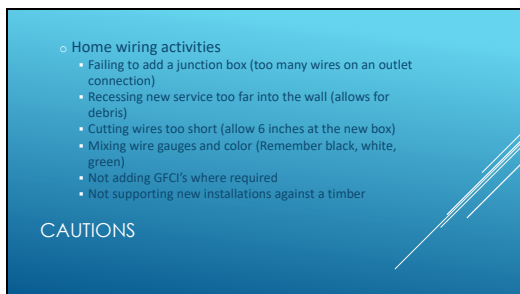 Home wiring activities
Failing to add a junction box (too many wires on an outlet
connection)
Recessing new service too far into the wall (allows for
debris)
Cutting wires too short (allow 6 inches at the new box)
Mixing wire gauges and color (Remember black, white,
green)
Not adding GFCI's where required
Not supporting new installations against a timber
CAUTIONS